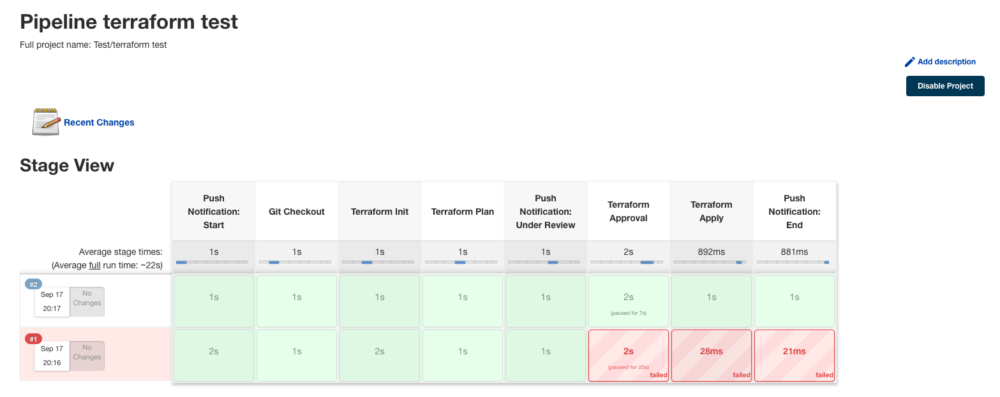 Pipeline terraform test
Full project name: Test/terraform test
Add description
Disable Project
Recent Changes
Stage View
Push
Notification:
Start
Git Checkout
Terraform Init
Terraform Plan
Push
Notification:
Under Review
Terraform
Approval
Terraform
Apply
Push
Notification:
End
Average stage times:
(Average full run time: ~22s)
1s
1s
1s
1s
1s
2s
892ms
881ms
#2
Sep 17
20:17
No
Changes
1s
1s
1s
1s
1s
2s
(paused for 7s)
1s
1s
#1
Sep 17
20:16
No
Changes
2s
1s
2s
1s
1s
2s
(paused for 23s)
failed
28ms
failed
21ms
failed